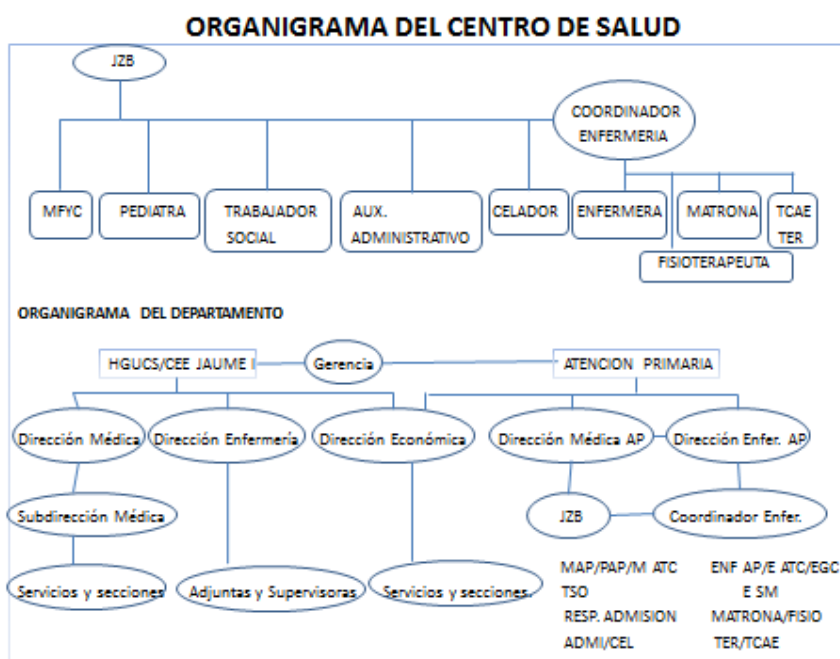 ORGANIGRAMA DEL CENTRO DE SALUD
JZB
COORDINADOR
ENFERMERIA
MFYC
PEDIATRA
TRABAJADOR
SOCIAL
AUX.
ADMINISTRATIVO
CELADOR
ENFERMERA
MATRONA
TCAE
TER
FISIOTERAPEUTA
ORGANIGRAMA DEL DEPARTAMENTO
HGUCS/CEE JAUME I
Gerencia
ATENCION PRIMARIA
Dirección Médica
Dirección Enfermería
Dirección Económica
Dirección Médica AP
Dirección Enfer. AP
Subdirección Médica
JZB
Coordinador Enfer.
Servicios y secciones
Adjuntas y Supervisoras
Servicios y secciones.
MAP/PAP/M ATC
TSO
RESP. ADMISION
ADMI/CEL
ENF AP/E ATC/EGC
E SM
MATRONA/FISIO
TER/TCAE